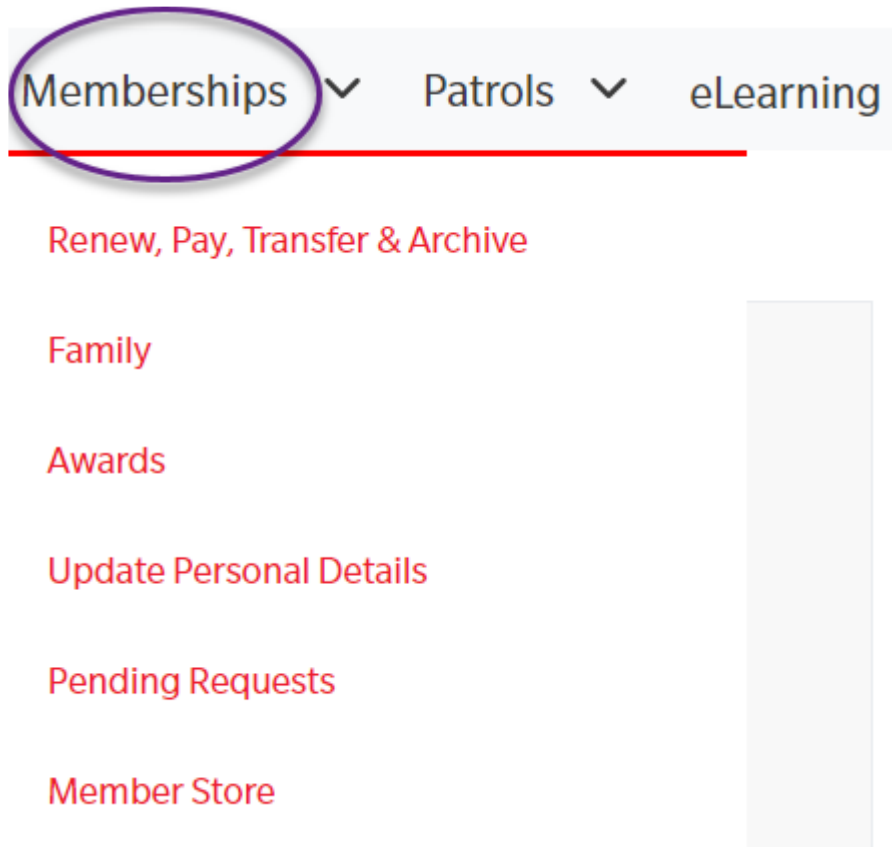 Memberships Patrols eLearning
Renew, Pay, Transfer & Archive
Family
Awards
Update Personal Details
Pending Requests
Member Store